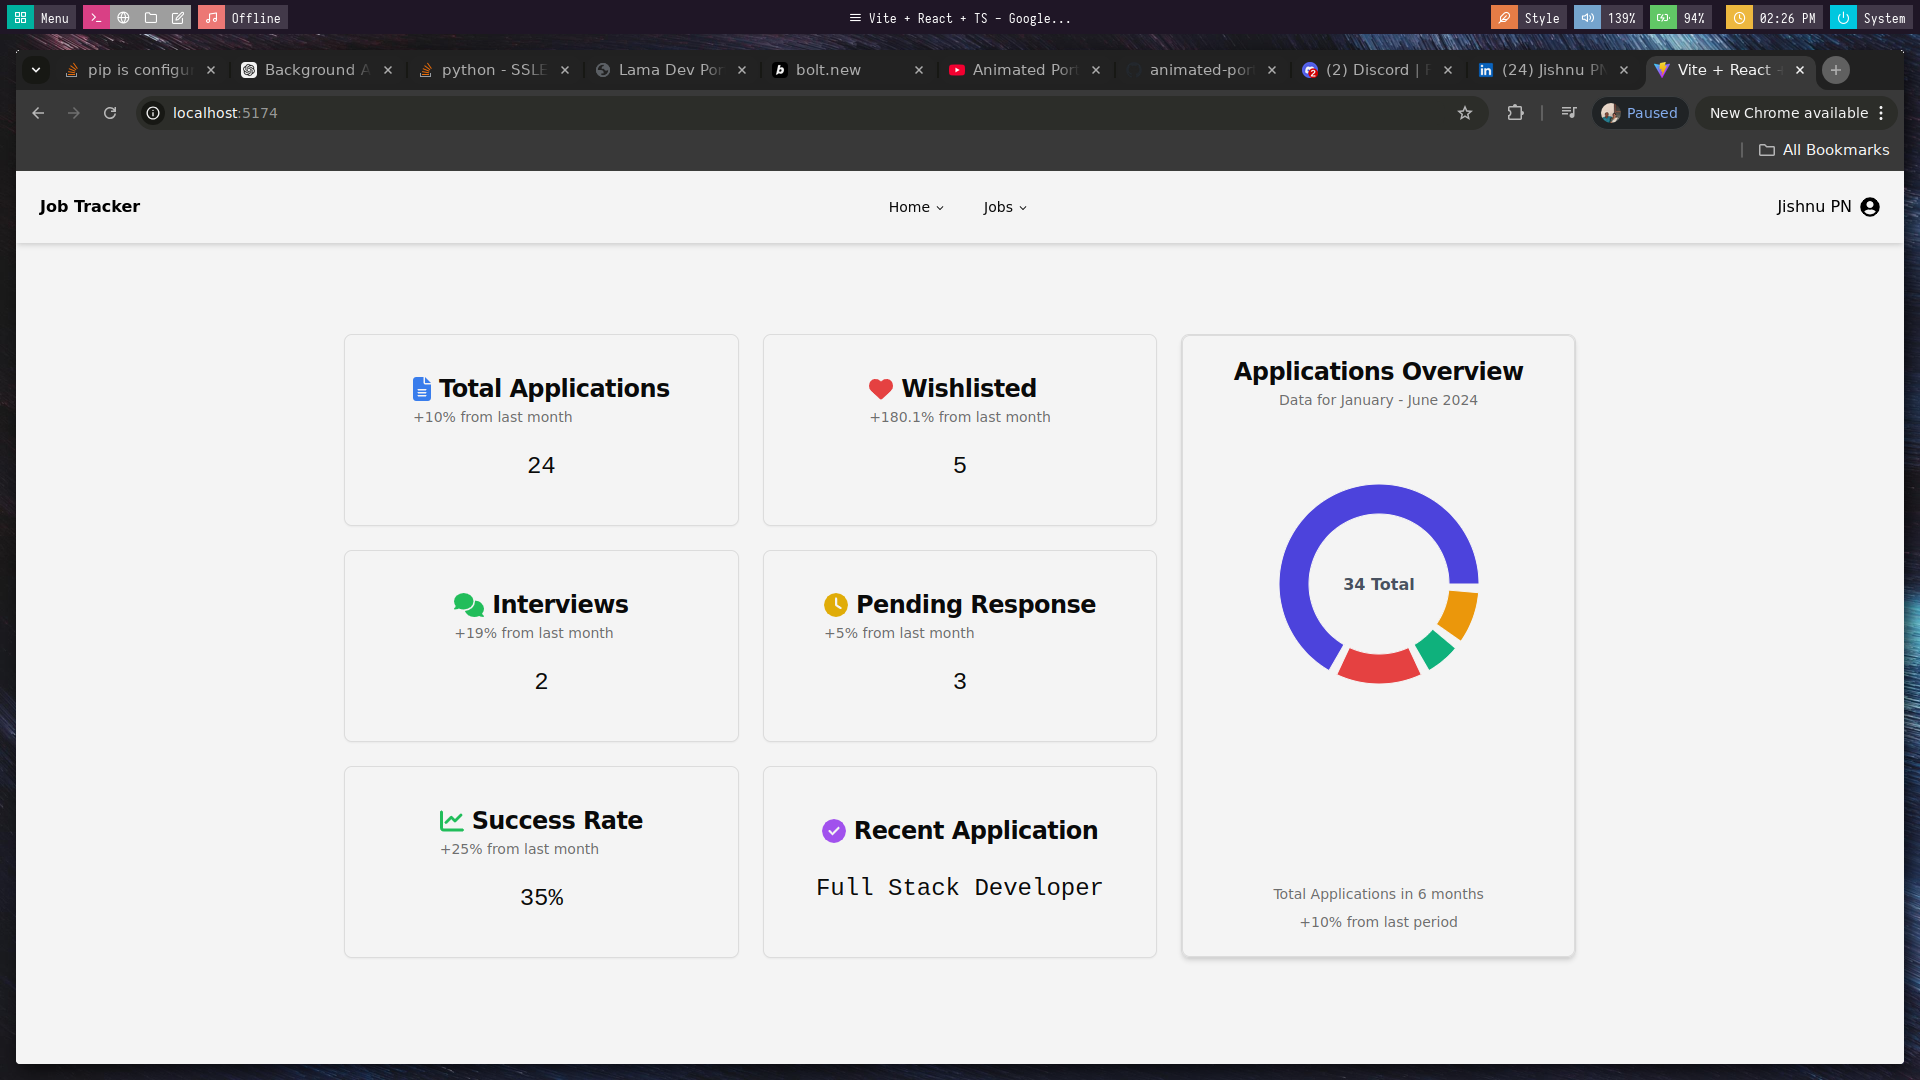 Menu
Offline
Vite + React + TS - Google...
Style
139%
94%
02:26 PM
System
pip is configu
Background A
python - SSLE
Lama Dev Por
bolt.new
Animated Port
animated-port
(2) Discord |
(24) Jishnu PN
Vite + React
localhost:5174
Paused
New Chrome available
All Bookmarks
Job Tracker
Home
Jobs
Jishnu PN
Total Applications
+10% from last month
24
Wishlisted
+180.1% from last month
5
Applications Overview
Data for January - June 2024
34 Total
Total Applications in 6 months
+10% from last period
Interviews
+19% from last month
2
Pending Response
+5% from last month
3
Success Rate
+25% from last month
35%
Recent Application
Full Stack Developer